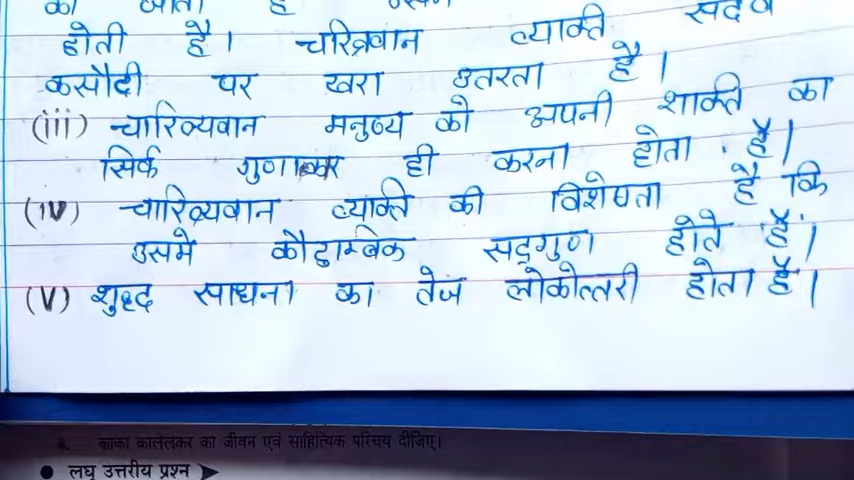 होती है। चरित्रवान व्यक्ति सदैव
कसौदी पर खरा उतरता है।
(iii) चारित्र्यवान मनुष्य को अपनी शक्ति का
सिर्क गुणाकार ही करना होता है।
(iv) चारित्र्यवान व्यक्ति की विशेषता है कि
उसमे कौटुम्बिक सद्गुण होते हैं।
(V) शुद्ध साधना का तेज लोकोत्तरी होता है।
4. काका कालेलकर का जीवन एवं साहित्यिक परिचय दीजिए।
● लघु उत्तरीय प्रश्न ➤